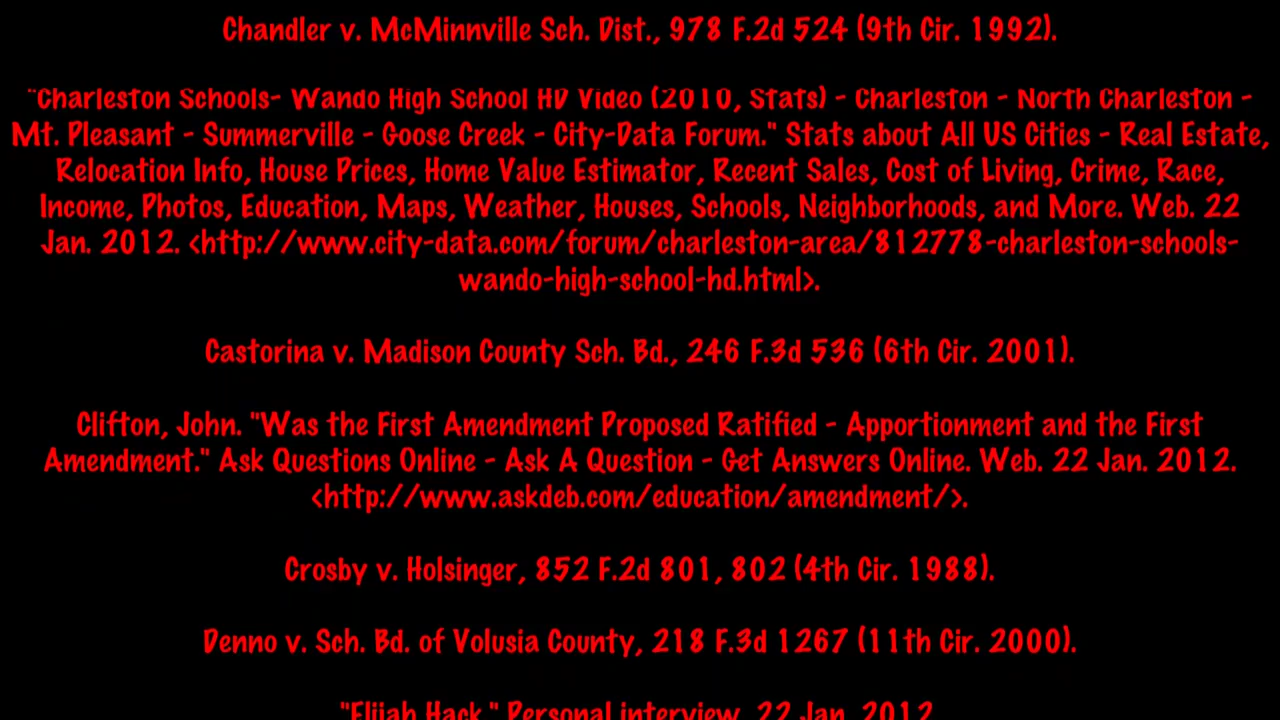 Chandler v. McMinnville Sch. Dist., 978 F.2d 524 (9th Cir. 1992).
"Charleston Schools- Wando High School HD Video (2010, Stats) - Charleston - North Charleston -
Mt. Pleasant - Summerville - Goose Creek - City-Data Forum." Stats about All US Cities - Real Estate,
Relocation Info, House Prices, Home Value Estimator, Recent Sales, Cost of Living, Crime, Race,
Income, Photos, Education, Maps, Weather, Houses, Schools, Neighborhoods, and More. Web. 22
Jan. 2012. <http://www.city-data.com/forum/charleston-area/812778-charleston-schools-
wando-high-school-hd.html>.
Castorina v. Madison County Sch. Bd., 246 F.3d 536 (6th Cir. 2001).
Clifton, John. "Was the First Amendment Proposed Ratified - Apportionment and the First
Amendment." Ask Questions Online - Ask A Question - Get Answers Online. Web. 22 Jan. 2012.
<http://www.askdeb.com/education/amendment/>.
Crosby v. Holsinger, 852 F.2d 801, 802 (4th Cir. 1988).
Denno v. Sch. Bd. of Volusia County, 218 F.3d 1267 (11th Cir. 2000).
"Elijah Hack." Personal interview. 22 Jan. 2012